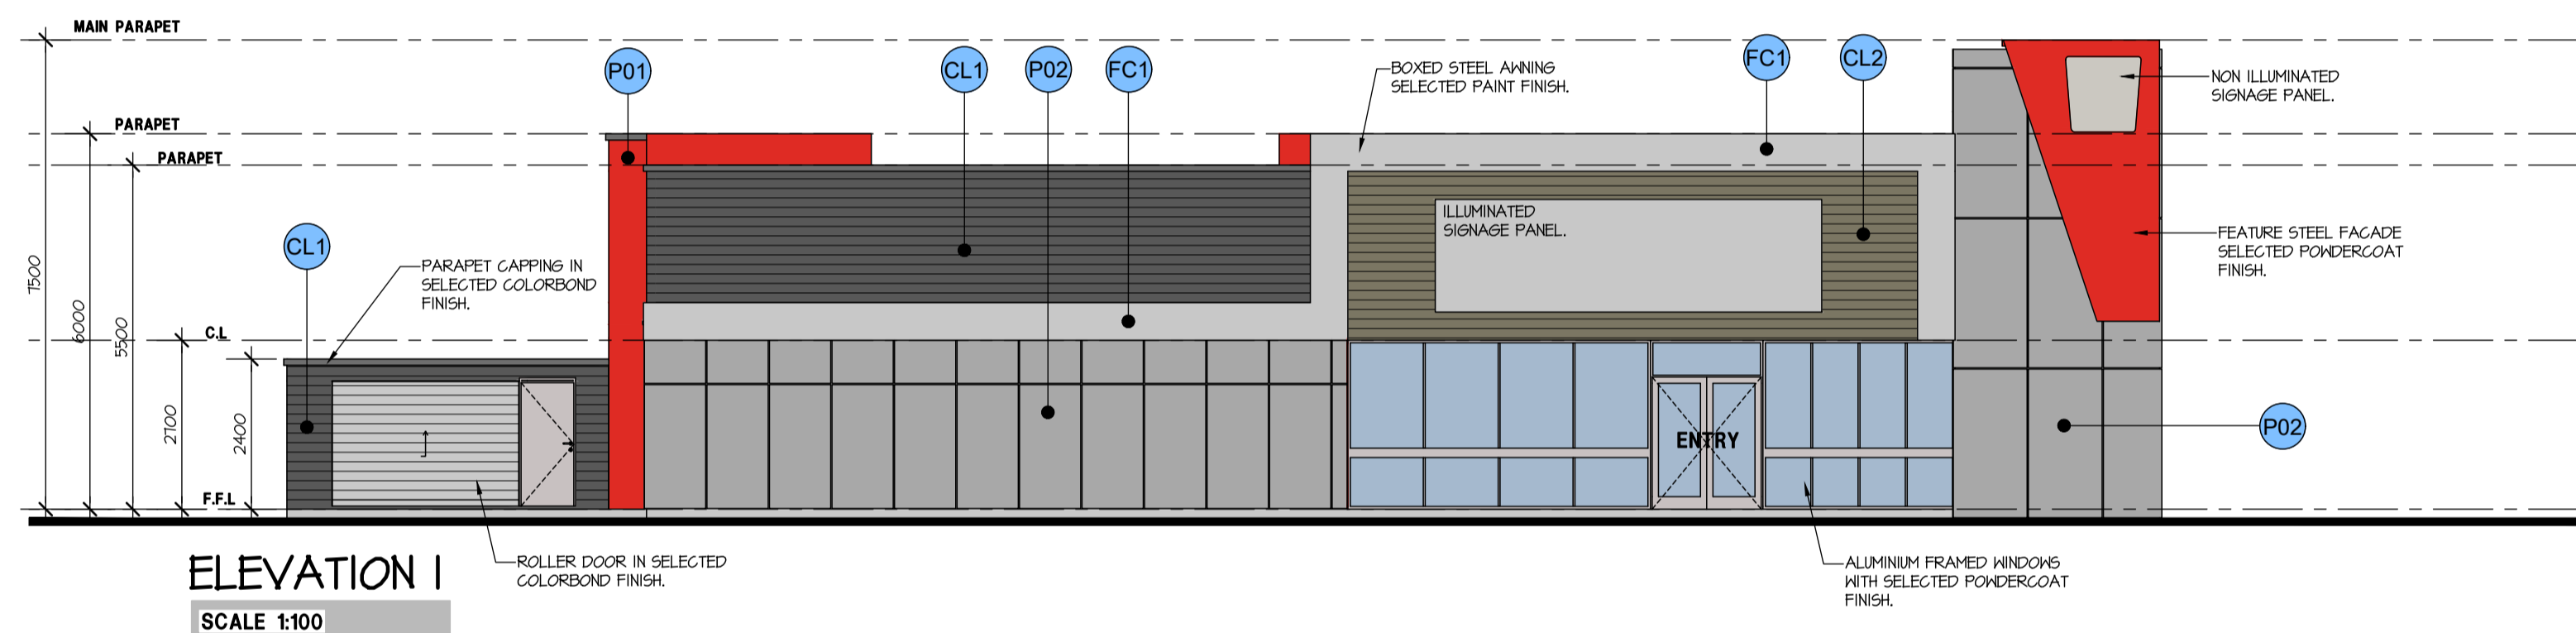 MAIN PARAPET
PARAPET
PARAPET
P01
CL1
P02
FC1
BOXED STEEL AWNING
SELECTED PAINT FINISH.
FC1
CL2
NON ILLUMINATED
SIGNAGE PANEL.
CL1
PARAPET CAPPING IN
SELECTED COLORBOND
FINISH.
ILLUMINATED
SIGNAGE PANEL.
FEATURE STEEL FACADE
SELECTED POWDERCOAT
FINISH.
7500
6000
5500
C.L
2700
2400
F.F.L
ENTRY
P02
ROLLER DOOR IN SELECTED
COLORBOND FINISH.
ALUMINIUM FRAMED WINDOWS
WITH SELECTED POWDERCOAT
FINISH.
ELEVATION 1
SCALE 1:100